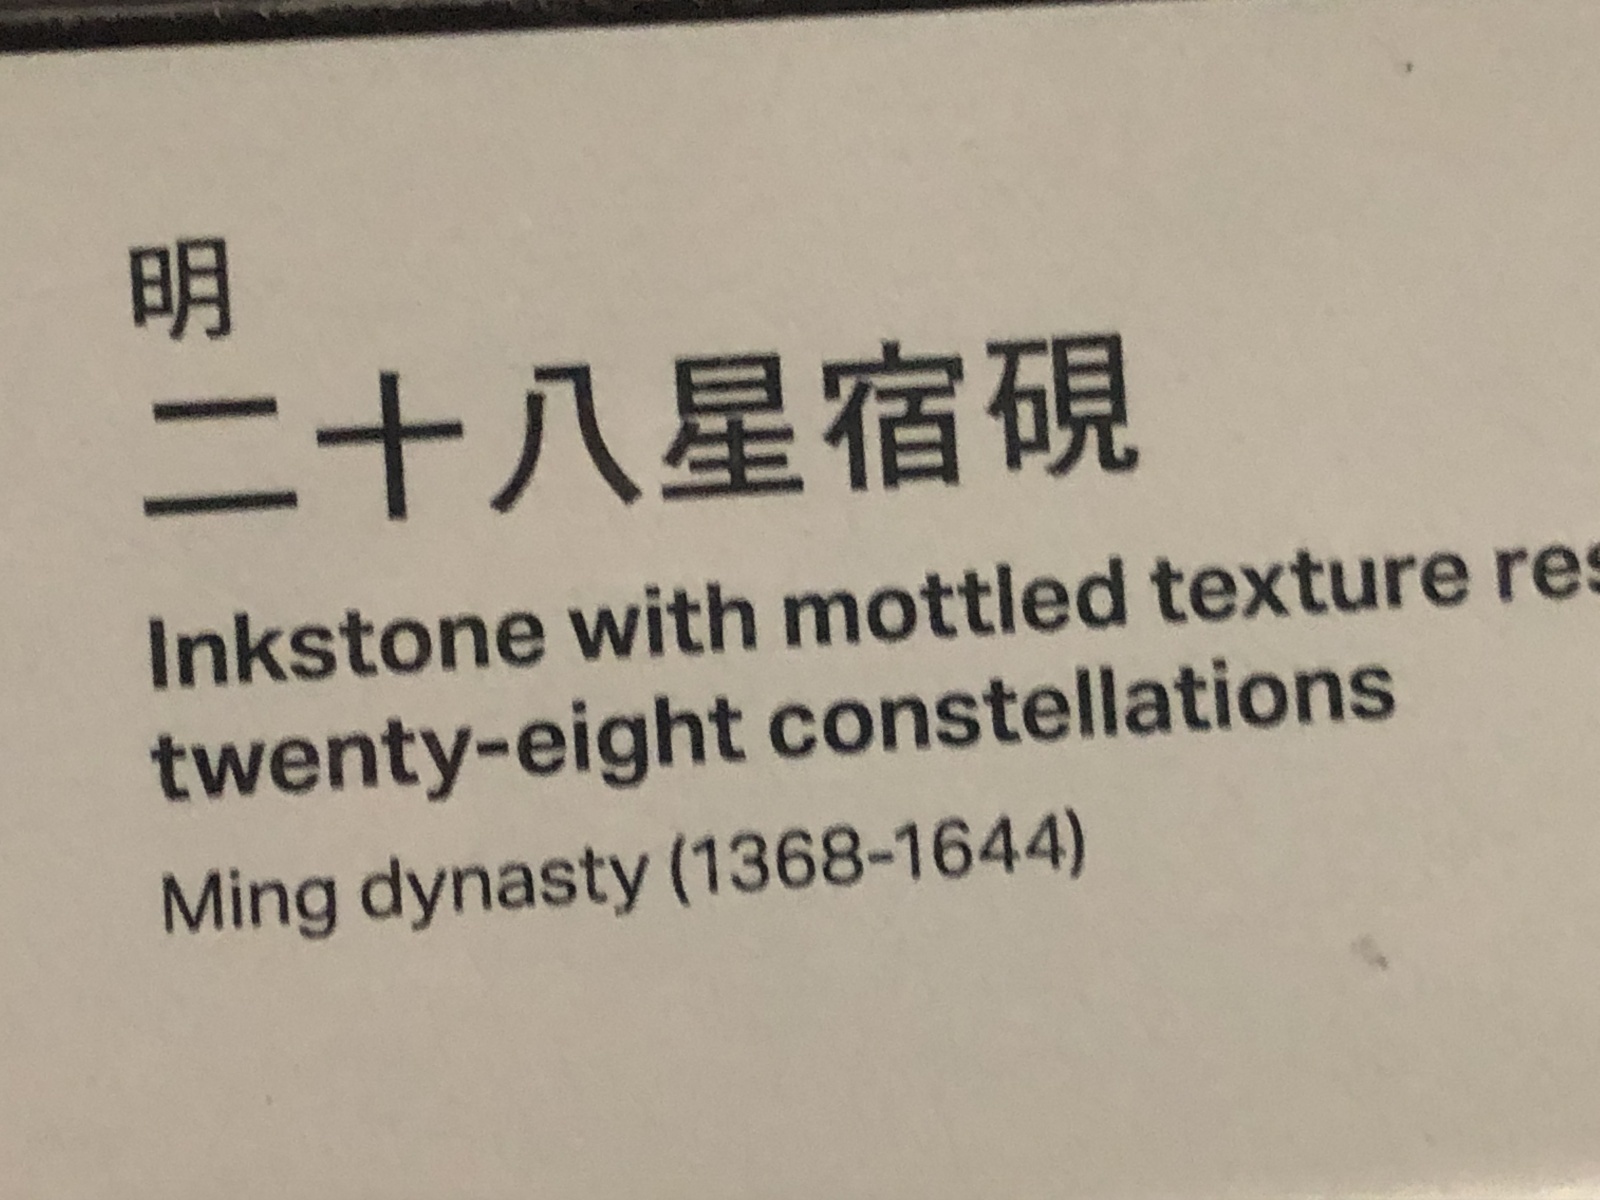 明
二十八星宿硯
Inkstone with mottled texture
twenty-eight constellations
Ming dynasty (1368-1644)